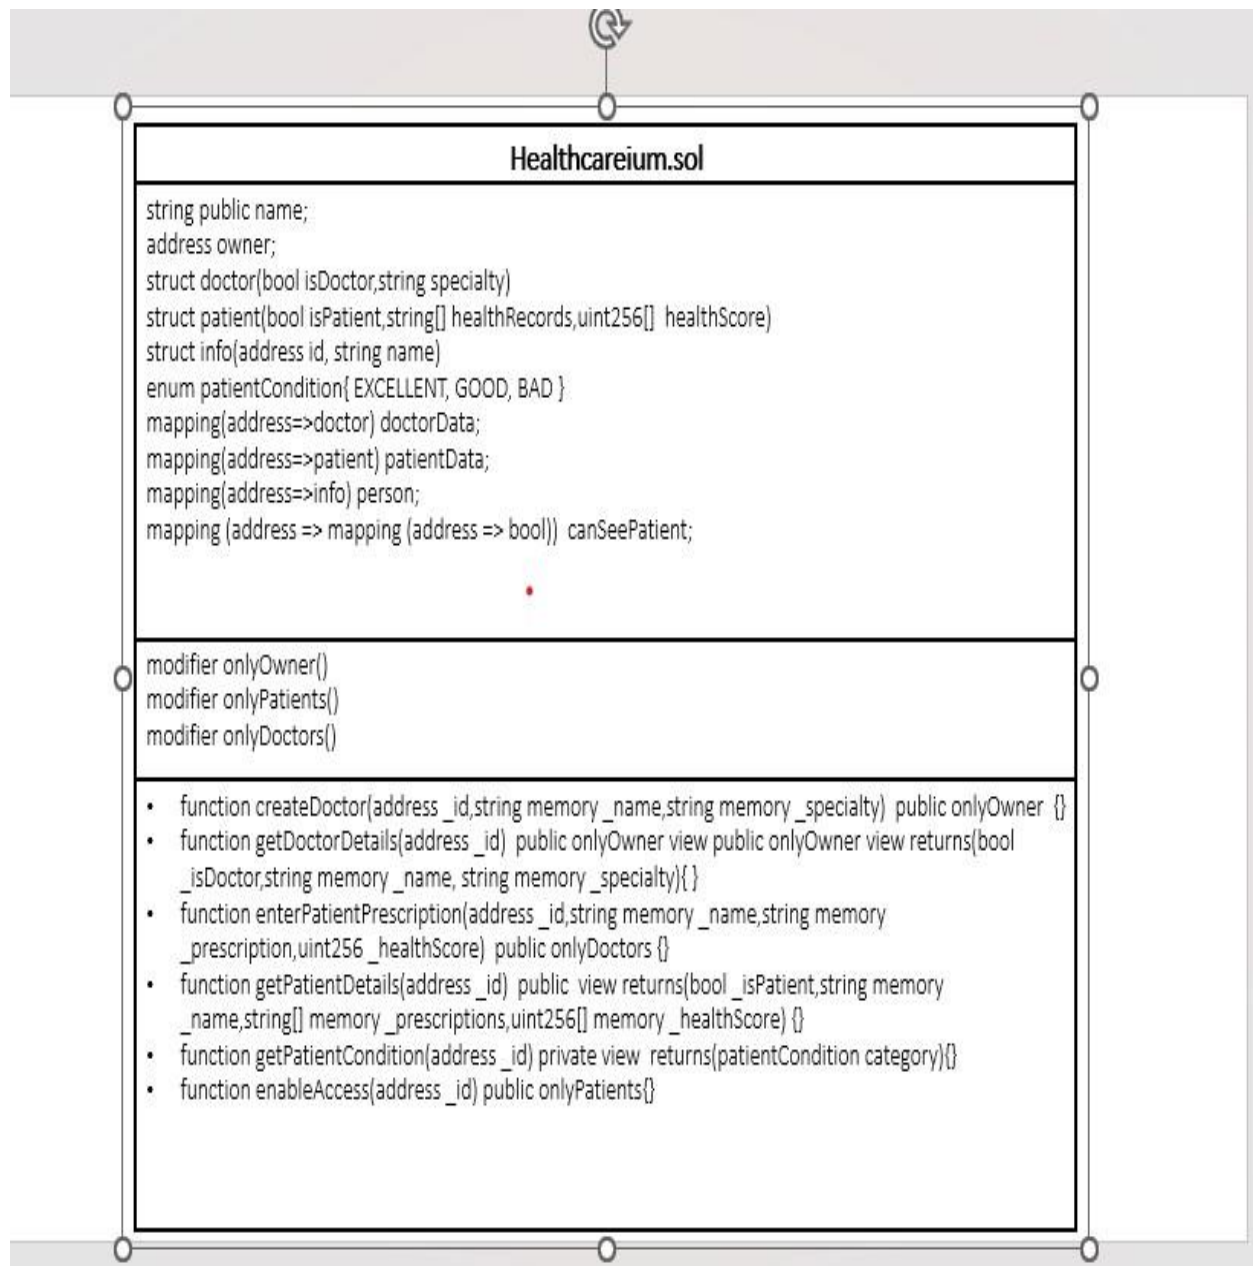 Healthcareium.sol
string public name;
address owner;
struct doctor(bool isDoctor,string specialty)
struct patient(bool isPatient,string[] healthRecords,uint256[]  healthScore)
struct info(address id, string name)
enum patientCondition{ EXCELLENT, GOOD, BAD }
mapping(address=>doctor) doctorData;
mapping(address=>patient) patientData;
mapping(address=>info) person;
mapping (address => mapping (address => bool))  canSeePatient;
modifier onlyOwner()
modifier onlyPatients()
modifier onlyDoctors()
• function createDoctor(address _id,string memory _name,string memory _specialty)  public onlyOwner  {}
• function getDoctorDetails(address _id)  public onlyOwner view public onlyOwner view returns(bool
_isDoctor,string memory _name, string memory _specialty){ }
• function enterPatientPrescription(address _id,string memory _name,string memory
_prescription,uint256 _healthScore)  public onlyDoctors {}
• function getPatientDetails(address _id)  public  view returns(bool _isPatient,string memory
_name,string[] memory _prescriptions,uint256[] memory _healthScore) {}
• function getPatientCondition(address _id) private view  returns(patientCondition category){}
• function enableAccess(address _id) public onlyPatients{}